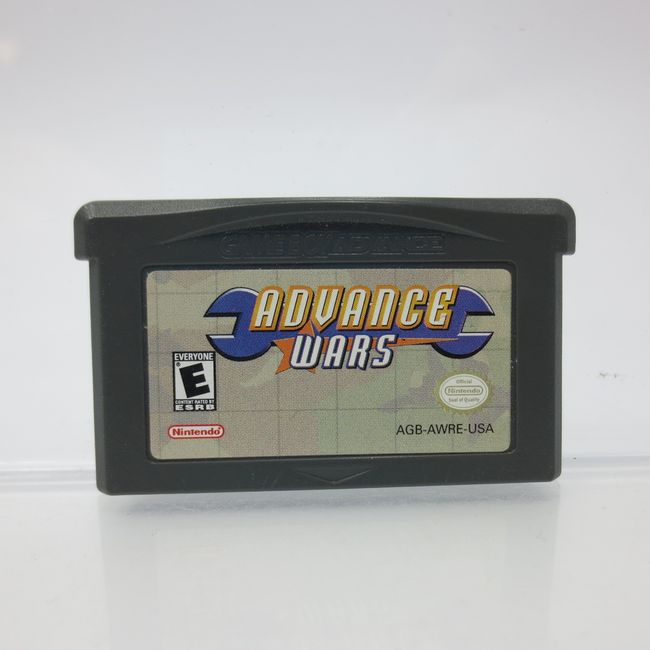 GAME BOY ADVANCE
ADVANCE
WARS
EVERYONE
E
CONTENT RATED BY
ESRB
Official
Nintendo
Seal of Quality
Nintendo
AGB-AWRE-USA